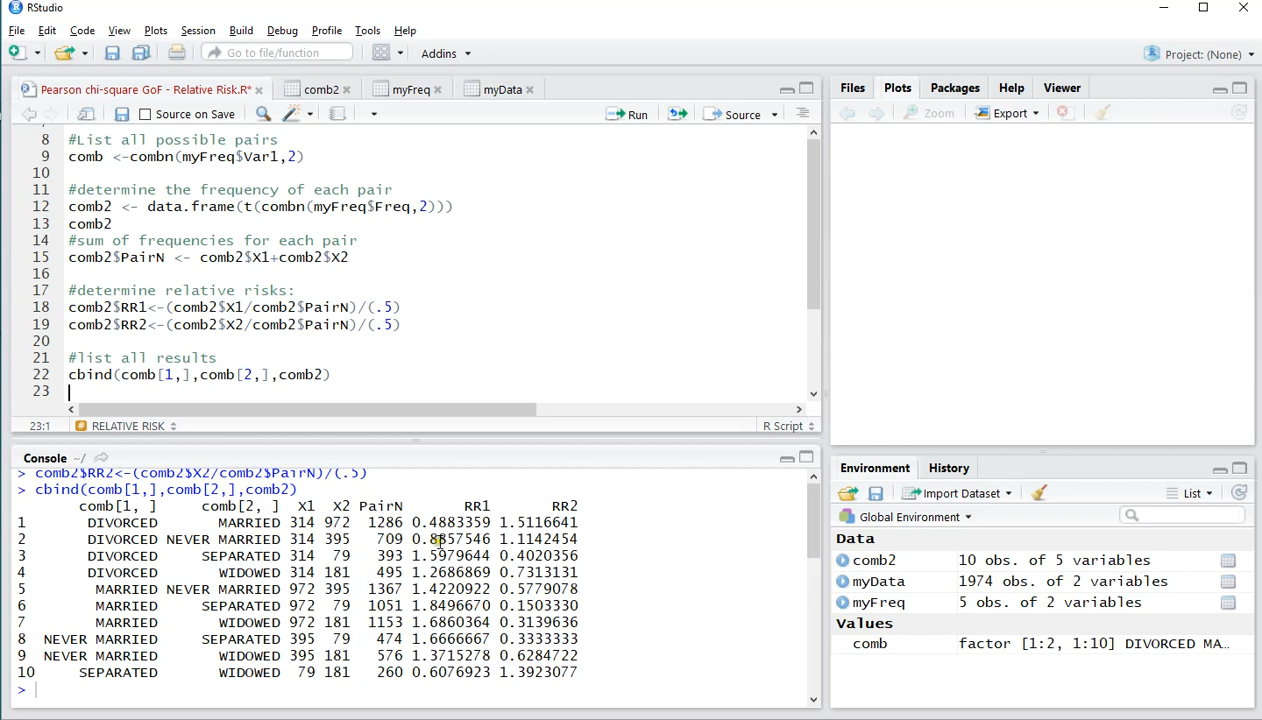 RStudio
File Edit Code View Plots Session Build Debug Profile Tools Help
Go to file/function Addins Project: (None)
Pearson chi-square GoF - Relative Risk.R* comb2 myFreq myData
Source on Save Run Source
8 #List all possible pairs
9 comb <-combn(myFreq$Var1,2)
10
11 #determine the frequency of each pair
12 comb2 <- data.frame(t(combn(myFreq$Freq,2)))
13 comb2
14 #sum of frequencies for each pair
15 comb2$PairN <- comb2$X1+comb2$X2
16
17 #determine relative risks:
18 comb2$RR1<-(comb2$X1/comb2$PairN)/(.5)
19 comb2$RR2<-(comb2$X2/comb2$PairN)/(.5)
20
21 #list all results
22 cbind(comb[1,],comb[2,],comb2)
23
23:1 RELATIVE RISK R Script
Console ~/
> comb2$RR2<-(comb2$X2/comb2$PairN)/(.5)
> cbind(comb[1,],comb[2,],comb2)
comb[1, ] comb[2, ] X1 X2 PairN RR1 RR2
1 DIVORCED MARRIED 314 972 1286 0.4883359 1.5116641
2 DIVORCED NEVER MARRIED 314 395 709 0.8857546 1.1142454
3 DIVORCED SEPARATED 314 79 393 1.5979644 0.4020356
4 DIVORCED WIDOWED 314 181 495 1.2686869 0.7313131
5 MARRIED NEVER MARRIED 972 395 1367 1.4220922 0.5779078
6 MARRIED SEPARATED 972 79 1051 1.8496670 0.1503330
7 MARRIED WIDOWED 972 181 1153 1.6860364 0.3139636
8 NEVER MARRIED SEPARATED 395 79 474 1.6666667 0.3333333
9 NEVER MARRIED WIDOWED 395 181 576 1.3715278 0.6284722
10 SEPARATED WIDOWED 79 181 260 0.6076923 1.3923077
>
Files Plots Packages Help Viewer
Zoom Export
Environment History
Import Dataset List
Global Environment
Data
comb2 10 obs. of 5 variables
myData 1974 obs. of 2 variables
myFreq 5 obs. of 2 variables
Values
comb factor [1:2, 1:10] DIVORCED MA…